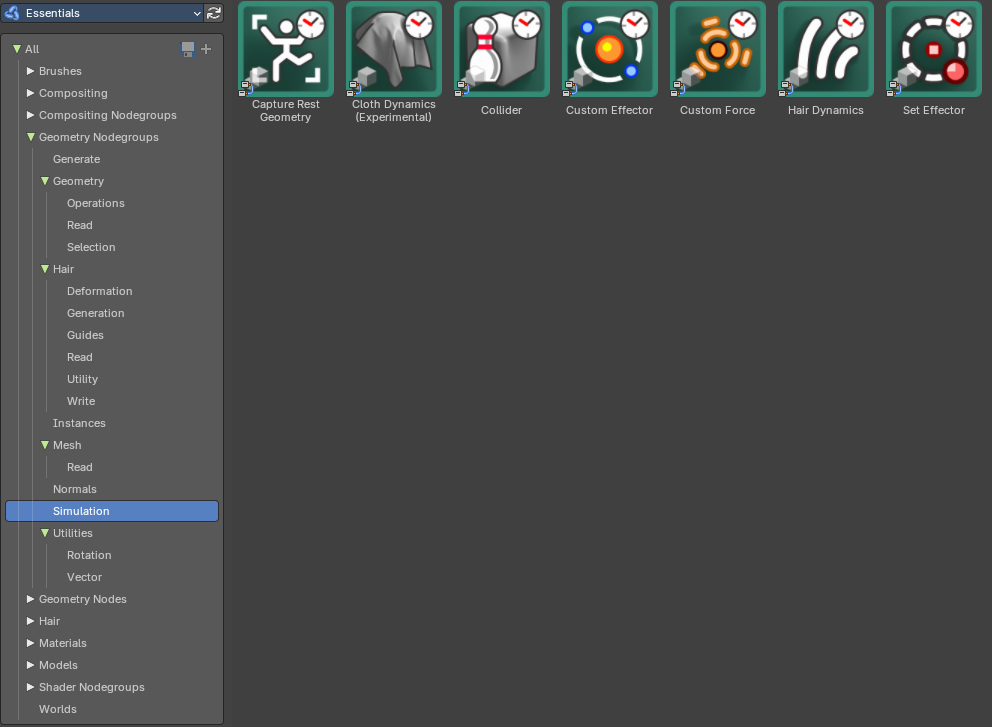 Essentials
All
Brushes
Compositing
Compositing Nodegroups
Geometry Nodegroups
Generate
Geometry
Operations
Read
Selection
Hair
Deformation
Generation
Guides
Read
Utility
Write
Instances
Mesh
Read
Normals
Simulation
Utilities
Rotation
Vector
Geometry Nodes
Hair
Materials
Models
Shader Nodegroups
Worlds
Capture Rest
Geometry
Cloth Dynamics
(Experimental)
Collider
Custom Effector
Custom Force
Hair Dynamics
Set Effector